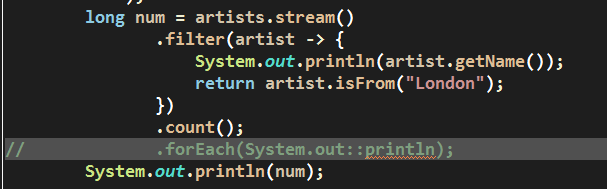 long num = artists.stream()
.filter(artist -> {
System.out.println(artist.getName());
return artist.isFrom("London");
})
.count();
// .forEach(System.out::println);
System.out.println(num);